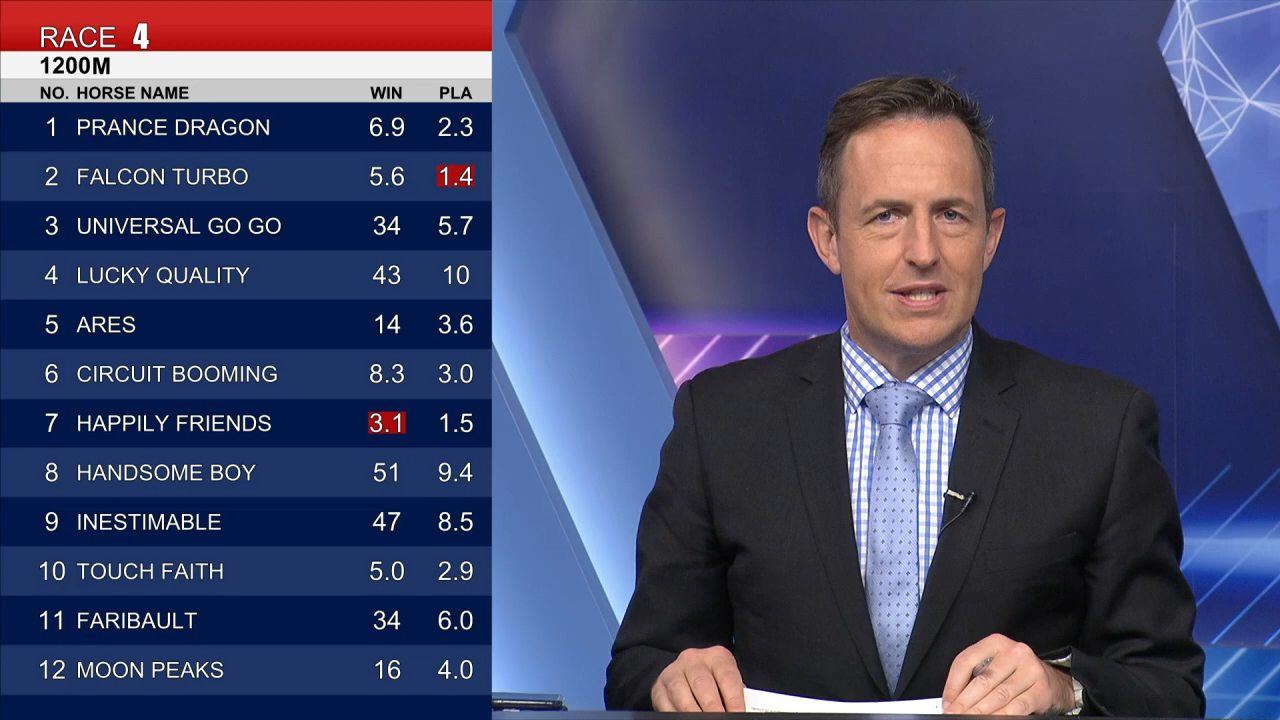 RACE 4
1200M
NO. HORSE NAME WIN PLA
1 PRANCE DRAGON 6.9 2.3
2 FALCON TURBO 5.6 1.4
3 UNIVERSAL GO GO 34 5.7
4 LUCKY QUALITY 43 10
5 ARES 14 3.6
6 CIRCUIT BOOMING 8.3 3.0
7 HAPPILY FRIENDS 3.1 1.5
8 HANDSOME BOY 51 9.4
9 INESTIMABLE 47 8.5
10 TOUCH FAITH 5.0 2.9
11 FARIBAULT 34 6.0
12 MOON PEAKS 16 4.0